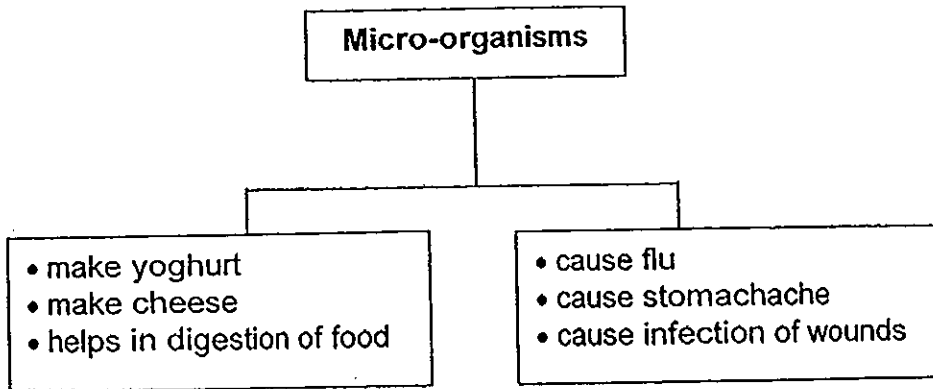 Micro-organisms
• make yoghurt
• make cheese
• helps in digestion of food
• cause flu
• cause stomachache
• cause infection of wounds